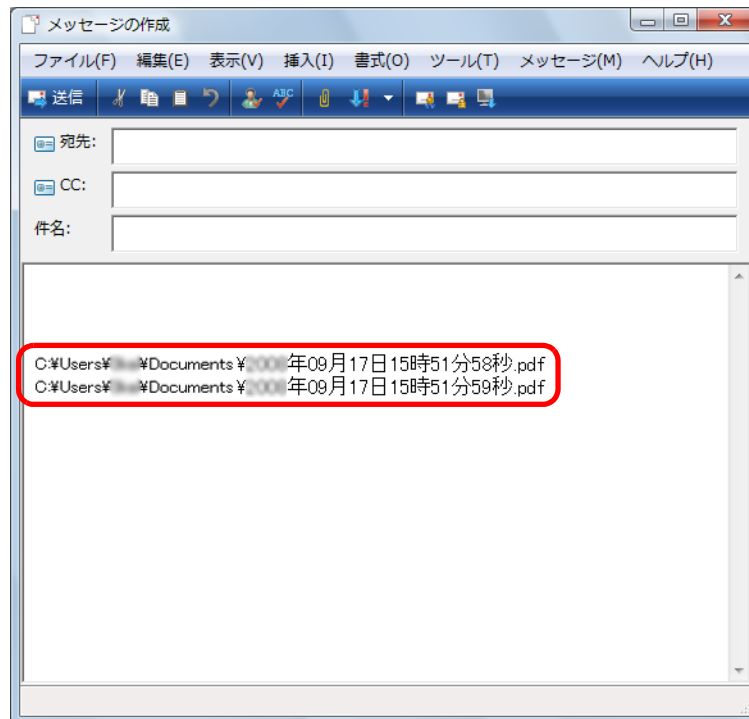 メッセージの作成
ファイル(F) 編集(E) 表示(V) 挿入(I) 書式(O) ツール(T) メッセージ(M) ヘルプ(H)
送信 ABC
宛先:
CC:
件名:
C:¥Users¥ ¥Documents¥ 年09月17日15時51分58秒.pdf
C:¥Users¥ ¥Documents¥ 年09月17日15時51分59秒.pdf